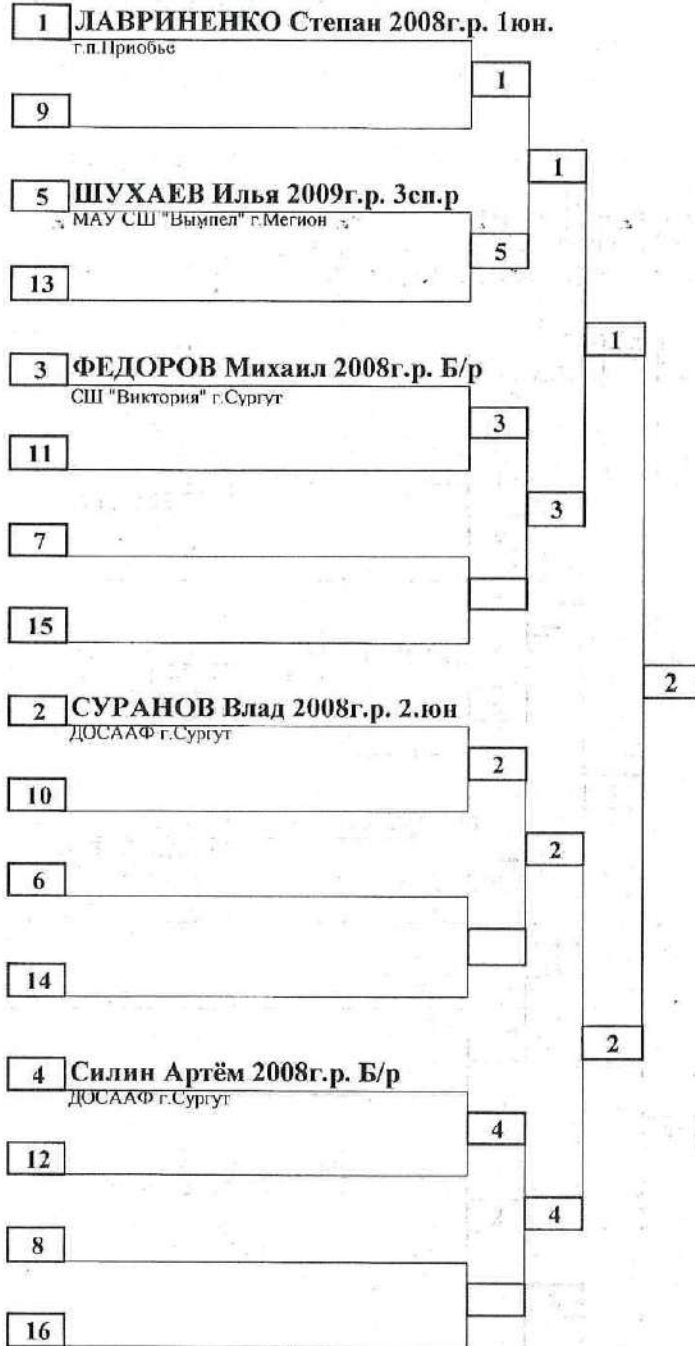 1 ЛАВРИНЕНКО Степан 2008г.р. 1юн.
г.п.Приобье
1
9
1
5 ШУХАЕВ Илья 2009г.р. 3сп.р
МАУ СШ "Вымпел" г.Мегион
5
13
1
3 ФЕДОРОВ Михаил 2008г.р. Б/р
СШ "Виктория" г.Сургут
3
11
3
7
15
2
2 СУРАНОВ Влад 2008г.р. 2.юн
ДОСААФ г.Сургут
2
10
2
6
14
2
4 Силин Артём 2008г.р. Б/р
ДОСААФ г.Сургут
4
12
4
8
16